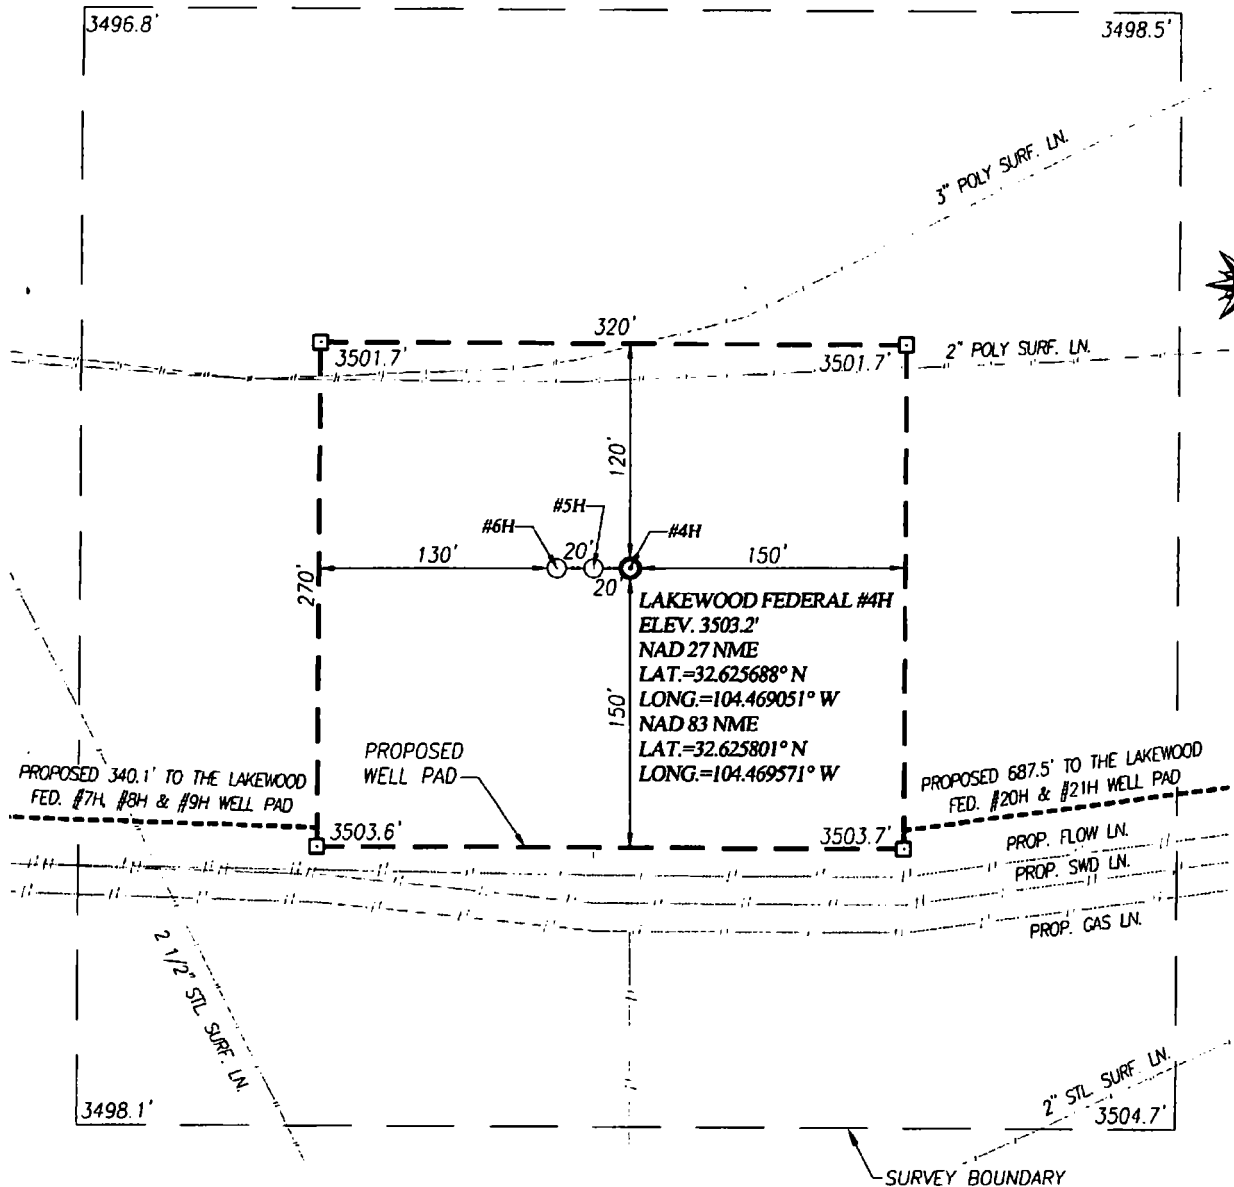 3496.8'
3498.5'
3" POLY SURF. LN.
320'
3501.7'
3501.7'
2" POLY SURF. LN.
120'
#5H
#6H
#4H
130'
20'
150'
20'
270'
LAKEWOOD FEDERAL #4H
ELEV. 3503.2'
NAD 27 NME
LAT.=32.625688° N
LONG.=104.469051° W
NAD 83 NME
LAT.=32.625801° N
LONG.=104.469571° W
150'
PROPOSED
WELL PAD
PROPOSED 340.1' TO THE LAKEWOOD
FED. #7H, #8H & #9H WELL PAD
PROPOSED 687.5' TO THE LAKEWOOD
FED. #20H & #21H WELL PAD
3503.6'
3503.7'
PROP. FLOW LN.
PROP. SWD LN.
PROP. GAS LN.
2 1/2" STL SURF. LN.
2" STL. SURF. LN.
3498.1'
3504.7'
SURVEY BOUNDARY